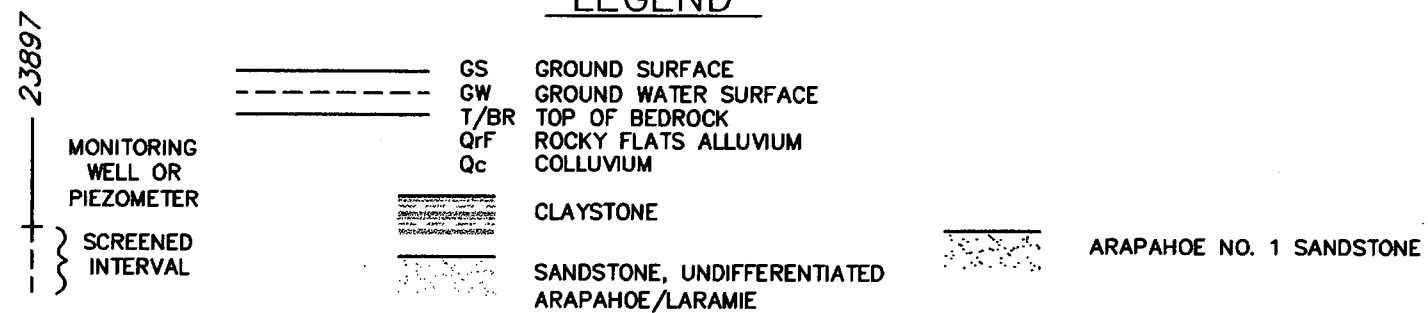 LEGEND
23897
MONITORING
WELL OR
PIEZOMETER
SCREENED
INTERVAL
GS GROUND SURFACE
GW GROUND WATER SURFACE
T/BR TOP OF BEDROCK
QrF ROCKY FLATS ALLUVIUM
Qc COLLUVIUM
CLAYSTONE
SANDSTONE, UNDIFFERENTIATED
ARAPAHOE/LARAMIE
ARAPAHOE NO. 1 SANDSTONE